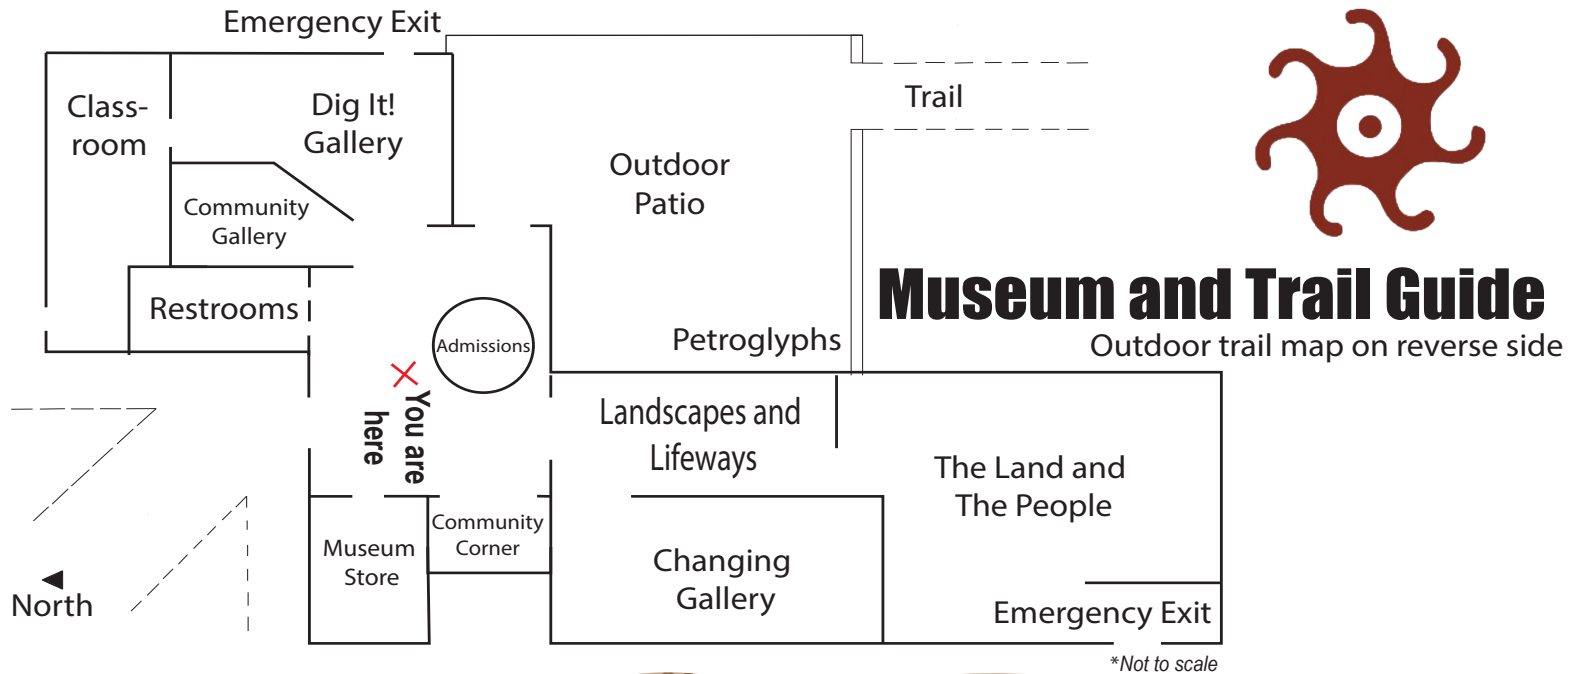 Emergency Exit
Class-
room
Dig It!
Gallery
Community
Gallery
Restrooms
Outdoor
Patio
Trail
Petroglyphs
Admissions
You are
here
Museum and Trail Guide
Outdoor trail map on reverse side
Landscapes and
Lifeways
The Land and
The People
Museum
Store
Community
Corner
Changing
Gallery
Emergency Exit
North
*Not to scale